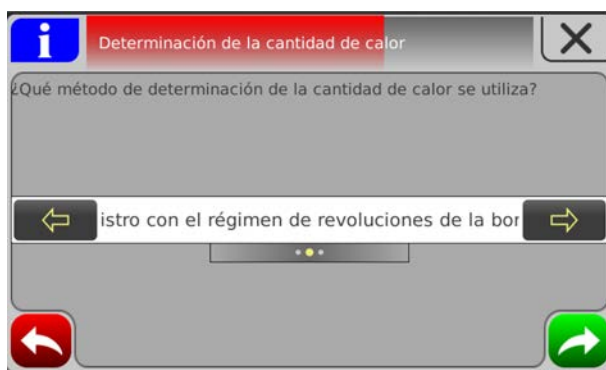 Determinación de la cantidad de calor
¿Qué método de determinación de la cantidad de calor se utiliza?
istro con el régimen de revoluciones de la bor